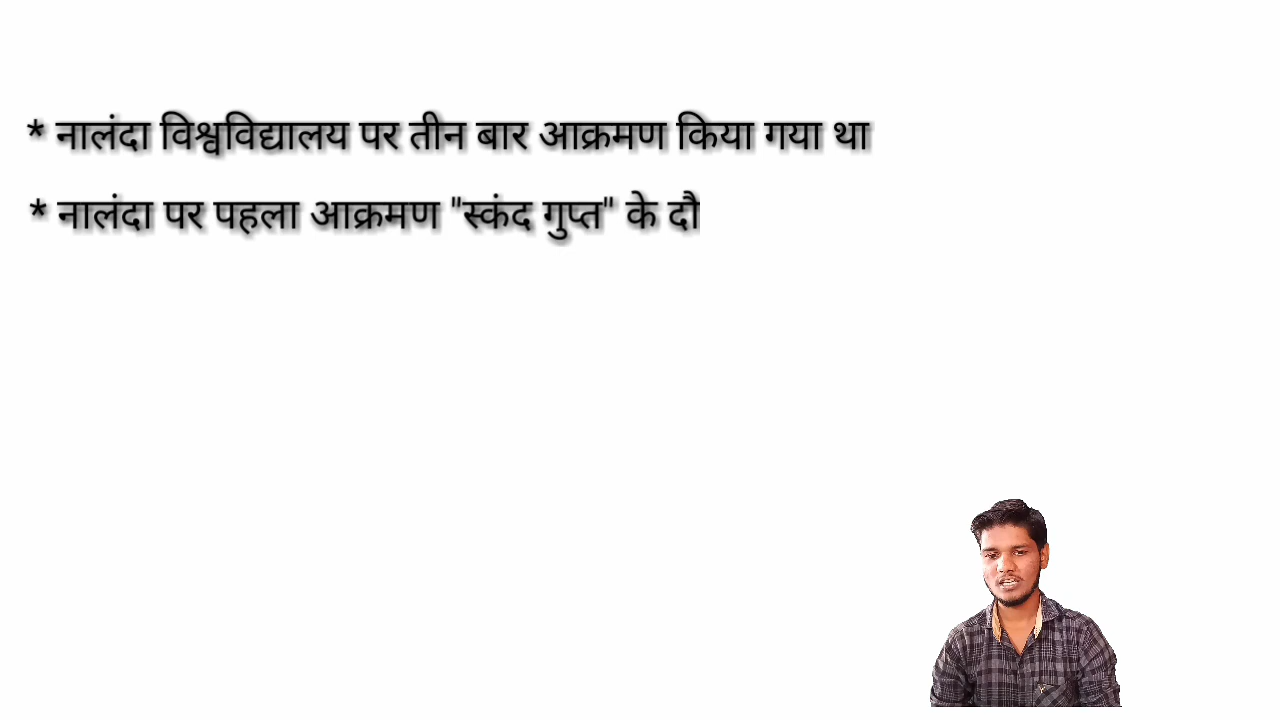 * नालंदा विश्वविद्यालय पर तीन बार आक्रमण किया गया था
* नालंदा पर पहला आक्रमण "स्कंद गुप्त" के दौ